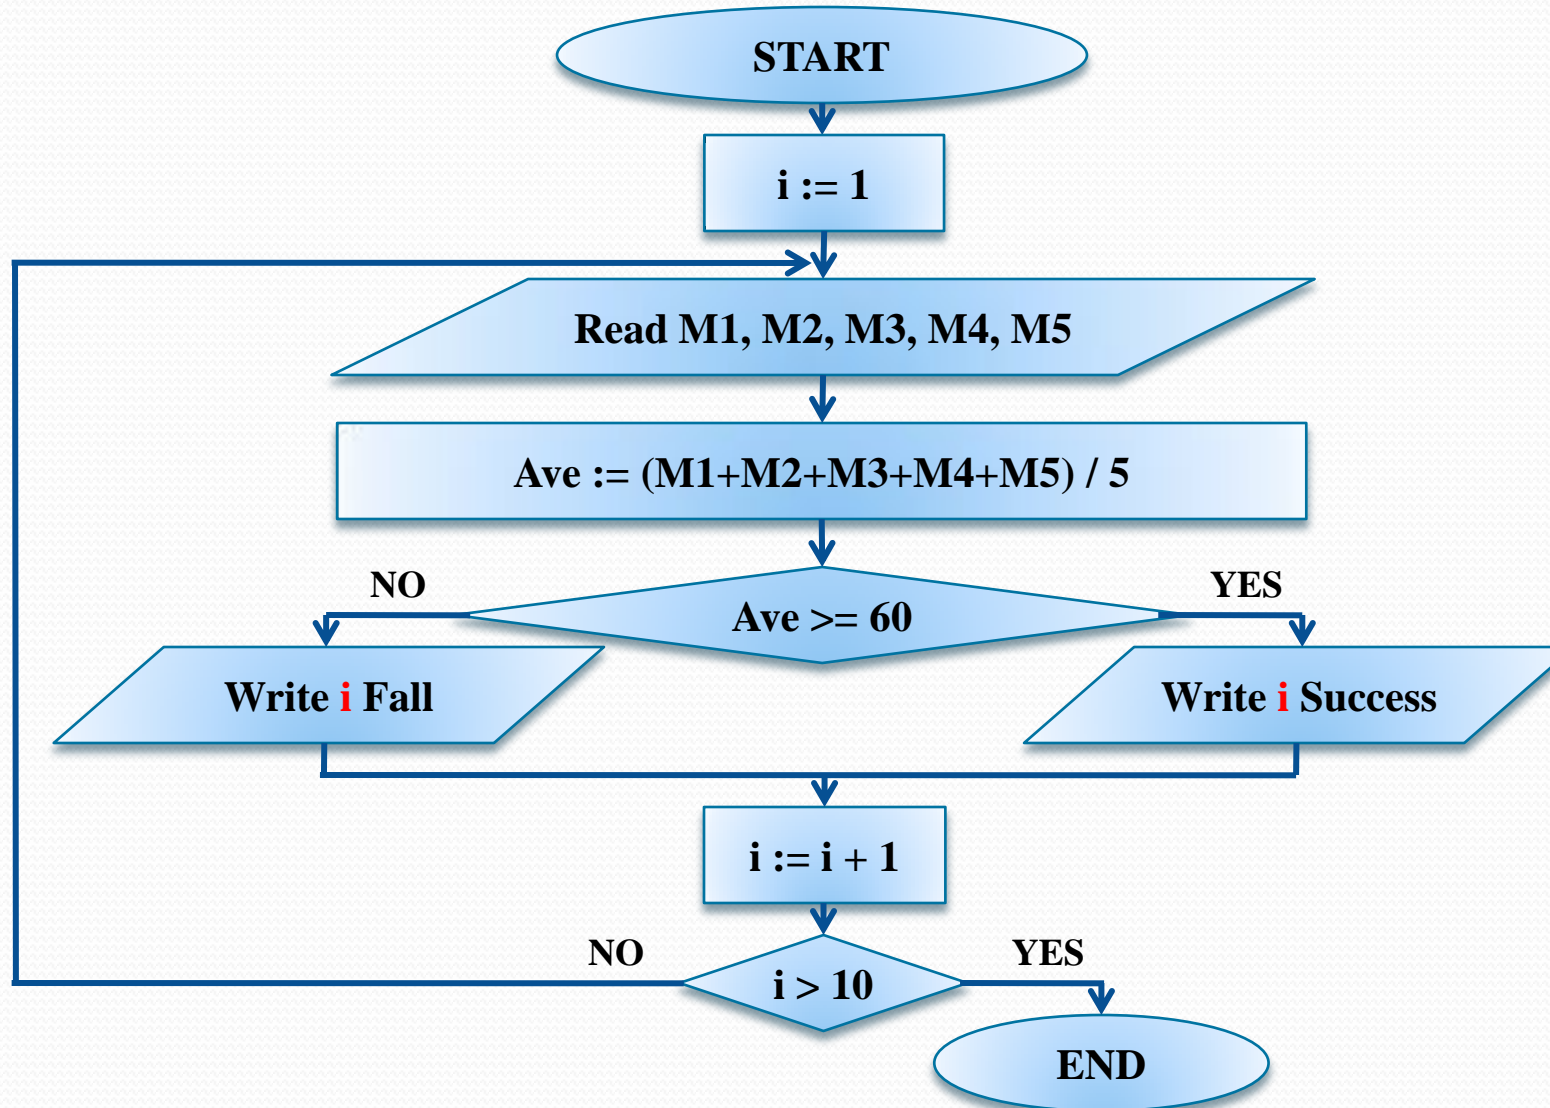 START
i := 1
Read M1, M2, M3, M4, M5
Ave := (M1+M2+M3+M4+M5) / 5
NO
YES
Ave >= 60
Write i Fall
Write i Success
i := i + 1
NO
YES
i > 10
END